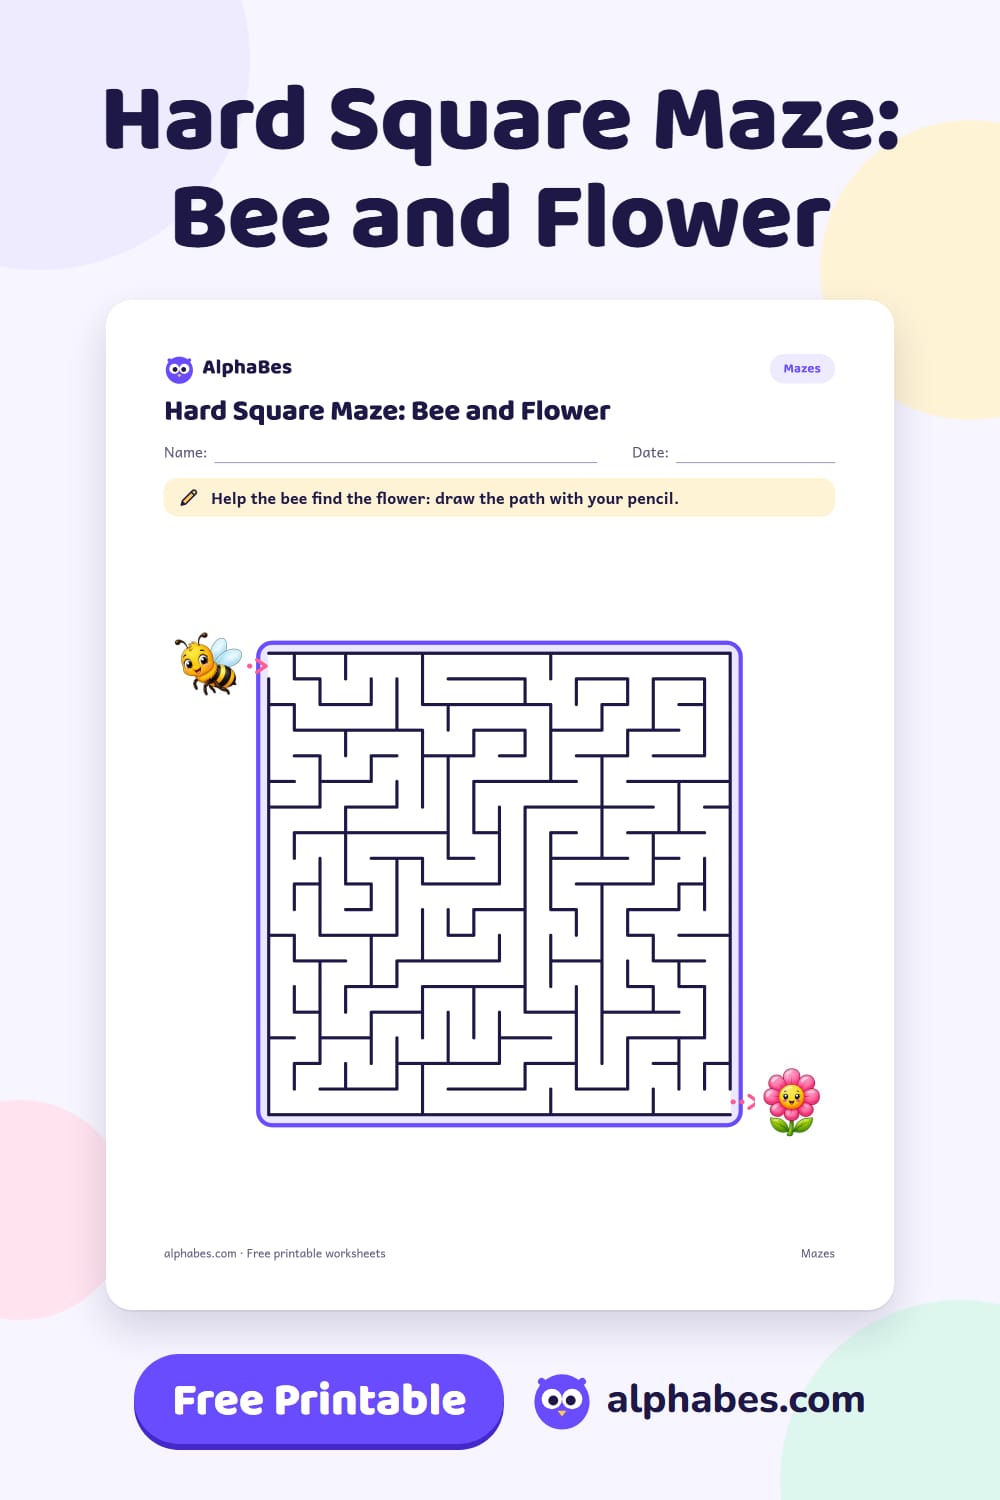 Hard Square Maze:
Bee and Flower
AlphaBes
Mazes
Hard Square Maze: Bee and Flower
Name:
Date:
Help the bee find the flower: draw the path with your pencil.
alphabes.com · Free printable worksheets
Mazes
Free Printable
alphabes.com